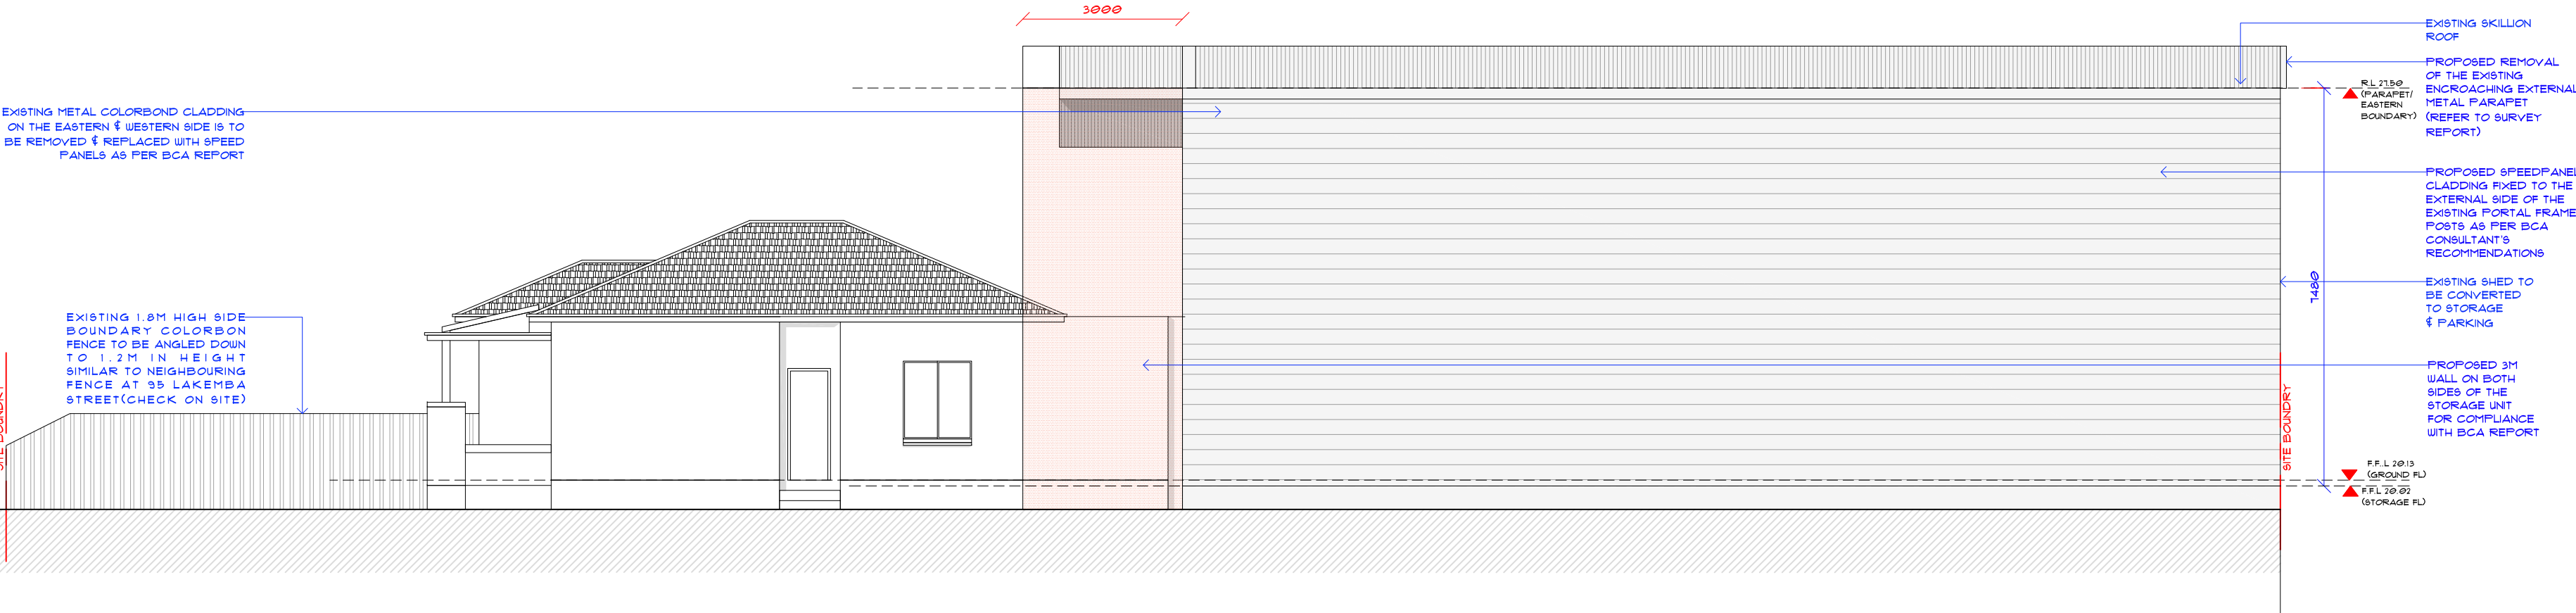 3000
EXISTING SKILLION
ROOF
PROPOSED REMOVAL
OF THE EXISTING
ENCROACHING EXTERNAL
METAL PARAPET
(REFER TO SURVEY
REPORT)
R.L 27.50
(PARAPET/
EASTERN
BOUNDARY)
EXISTING METAL COLORBOND CLADDING
ON THE EASTERN & WESTERN SIDE IS TO
BE REMOVED & REPLACED WITH SPEED
PANELS AS PER BCA REPORT
PROPOSED SPEEDPANEL
CLADDING FIXED TO THE
EXTERNAL SIDE OF THE
EXISTING PORTAL FRAME
POSTS AS PER BCA
CONSULTANT'S
RECOMMENDATIONS
7480
EXISTING SHED TO
BE CONVERTED
TO STORAGE
& PARKING
EXISTING 1.8M HIGH SIDE
BOUNDARY COLORBON
FENCE TO BE ANGLED DOWN
TO 1.2M IN HEIGHT
SIMILAR TO NEIGHBOURING
FENCE AT 95 LAKEMBA
STREET(CHECK ON SITE)
PROPOSED 3M
WALL ON BOTH
SIDES OF THE
STORAGE UNIT
FOR COMPLIANCE
WITH BCA REPORT
SITE BOUNDRY
SITE BOUNDRY
F.F..L 20.13
(GROUND FL)
F.F.L 20.02
(STORAGE FL)